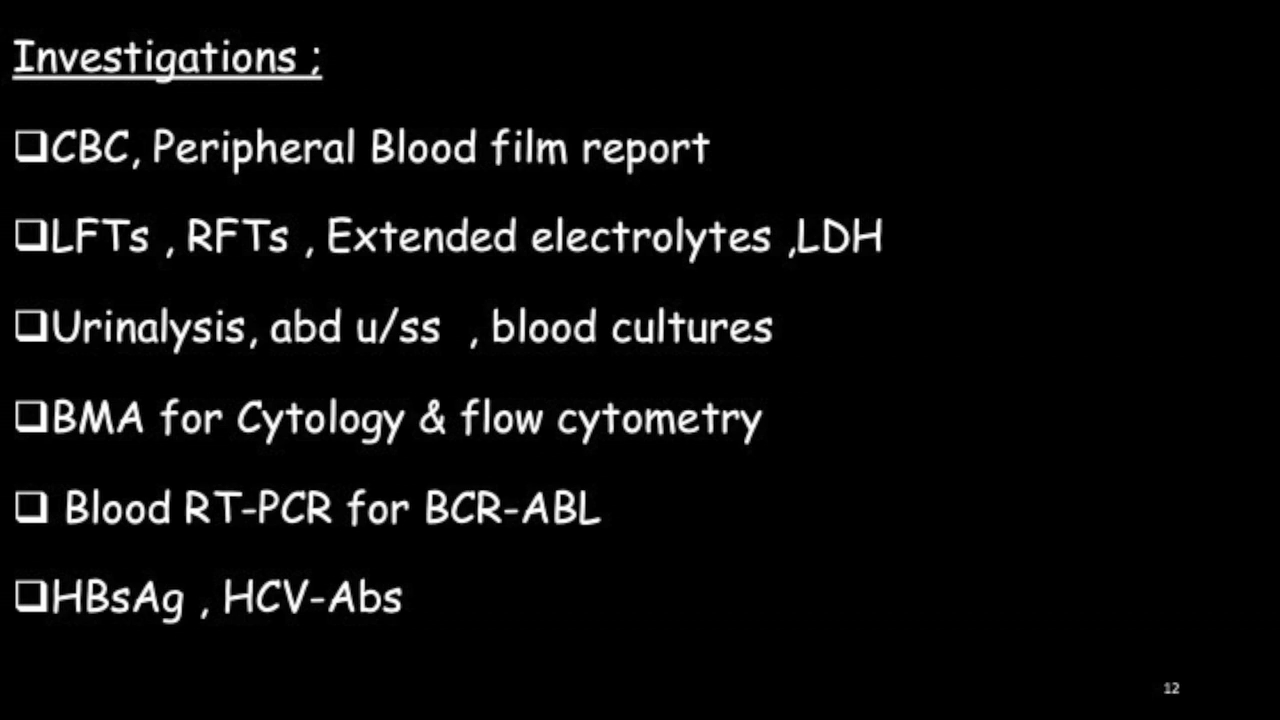 Investigations ;
❑CBC, Peripheral Blood film report
❑LFTs , RFTs , Extended electrolytes ,LDH
❑Urinalysis, abd u/ss , blood cultures
❑BMA for Cytology & flow cytometry
❑ Blood RT-PCR for BCR-ABL
❑HBsAg , HCV-Abs
12